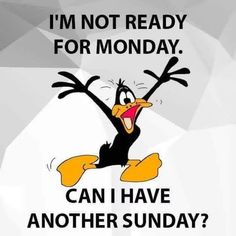 I'M NOT READY
FOR MONDAY.
CAN I HAVE
ANOTHER SUNDAY?